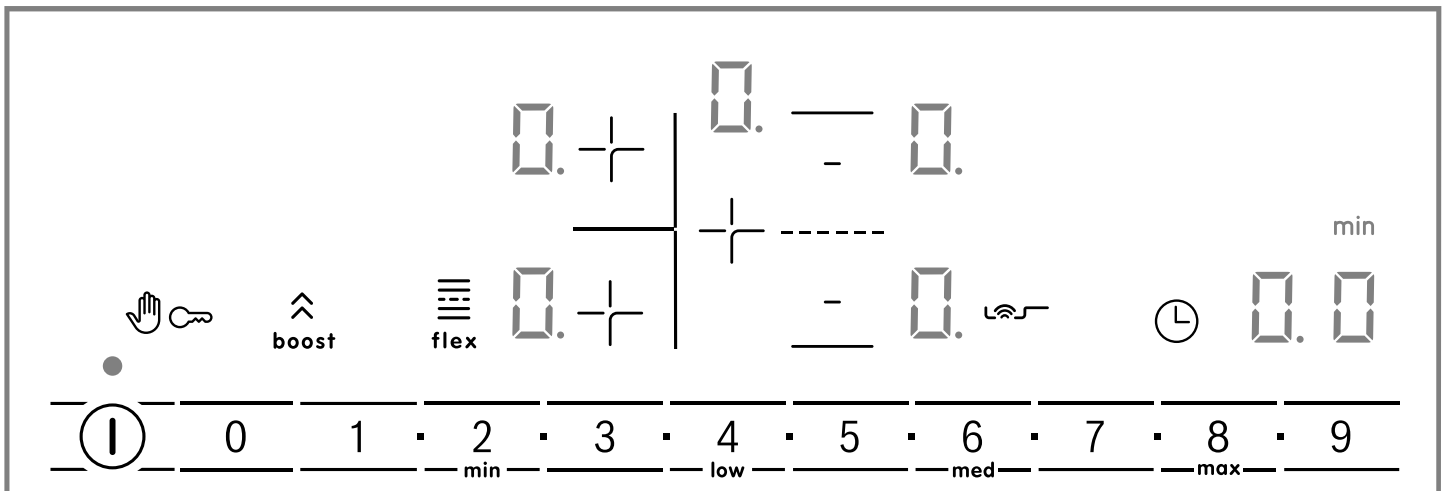 0.
0. 0.
min
0. 0. 0.0
boost flex
0 1 · 2 · 3 · 4 · 5 · 6 · 7 · 8 · 9
min low med max